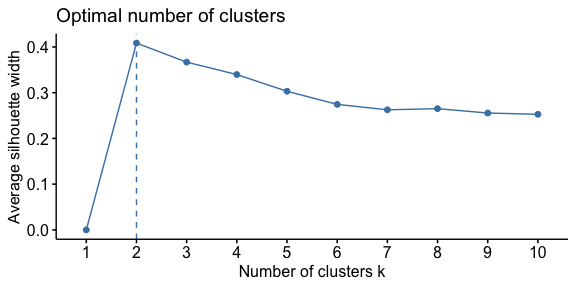 Optimal number of clusters
Average silhouette width
0.4
0.3
0.2
0.1
0.0
1 2 3 4 5 6 7 8 9 10
Number of clusters k